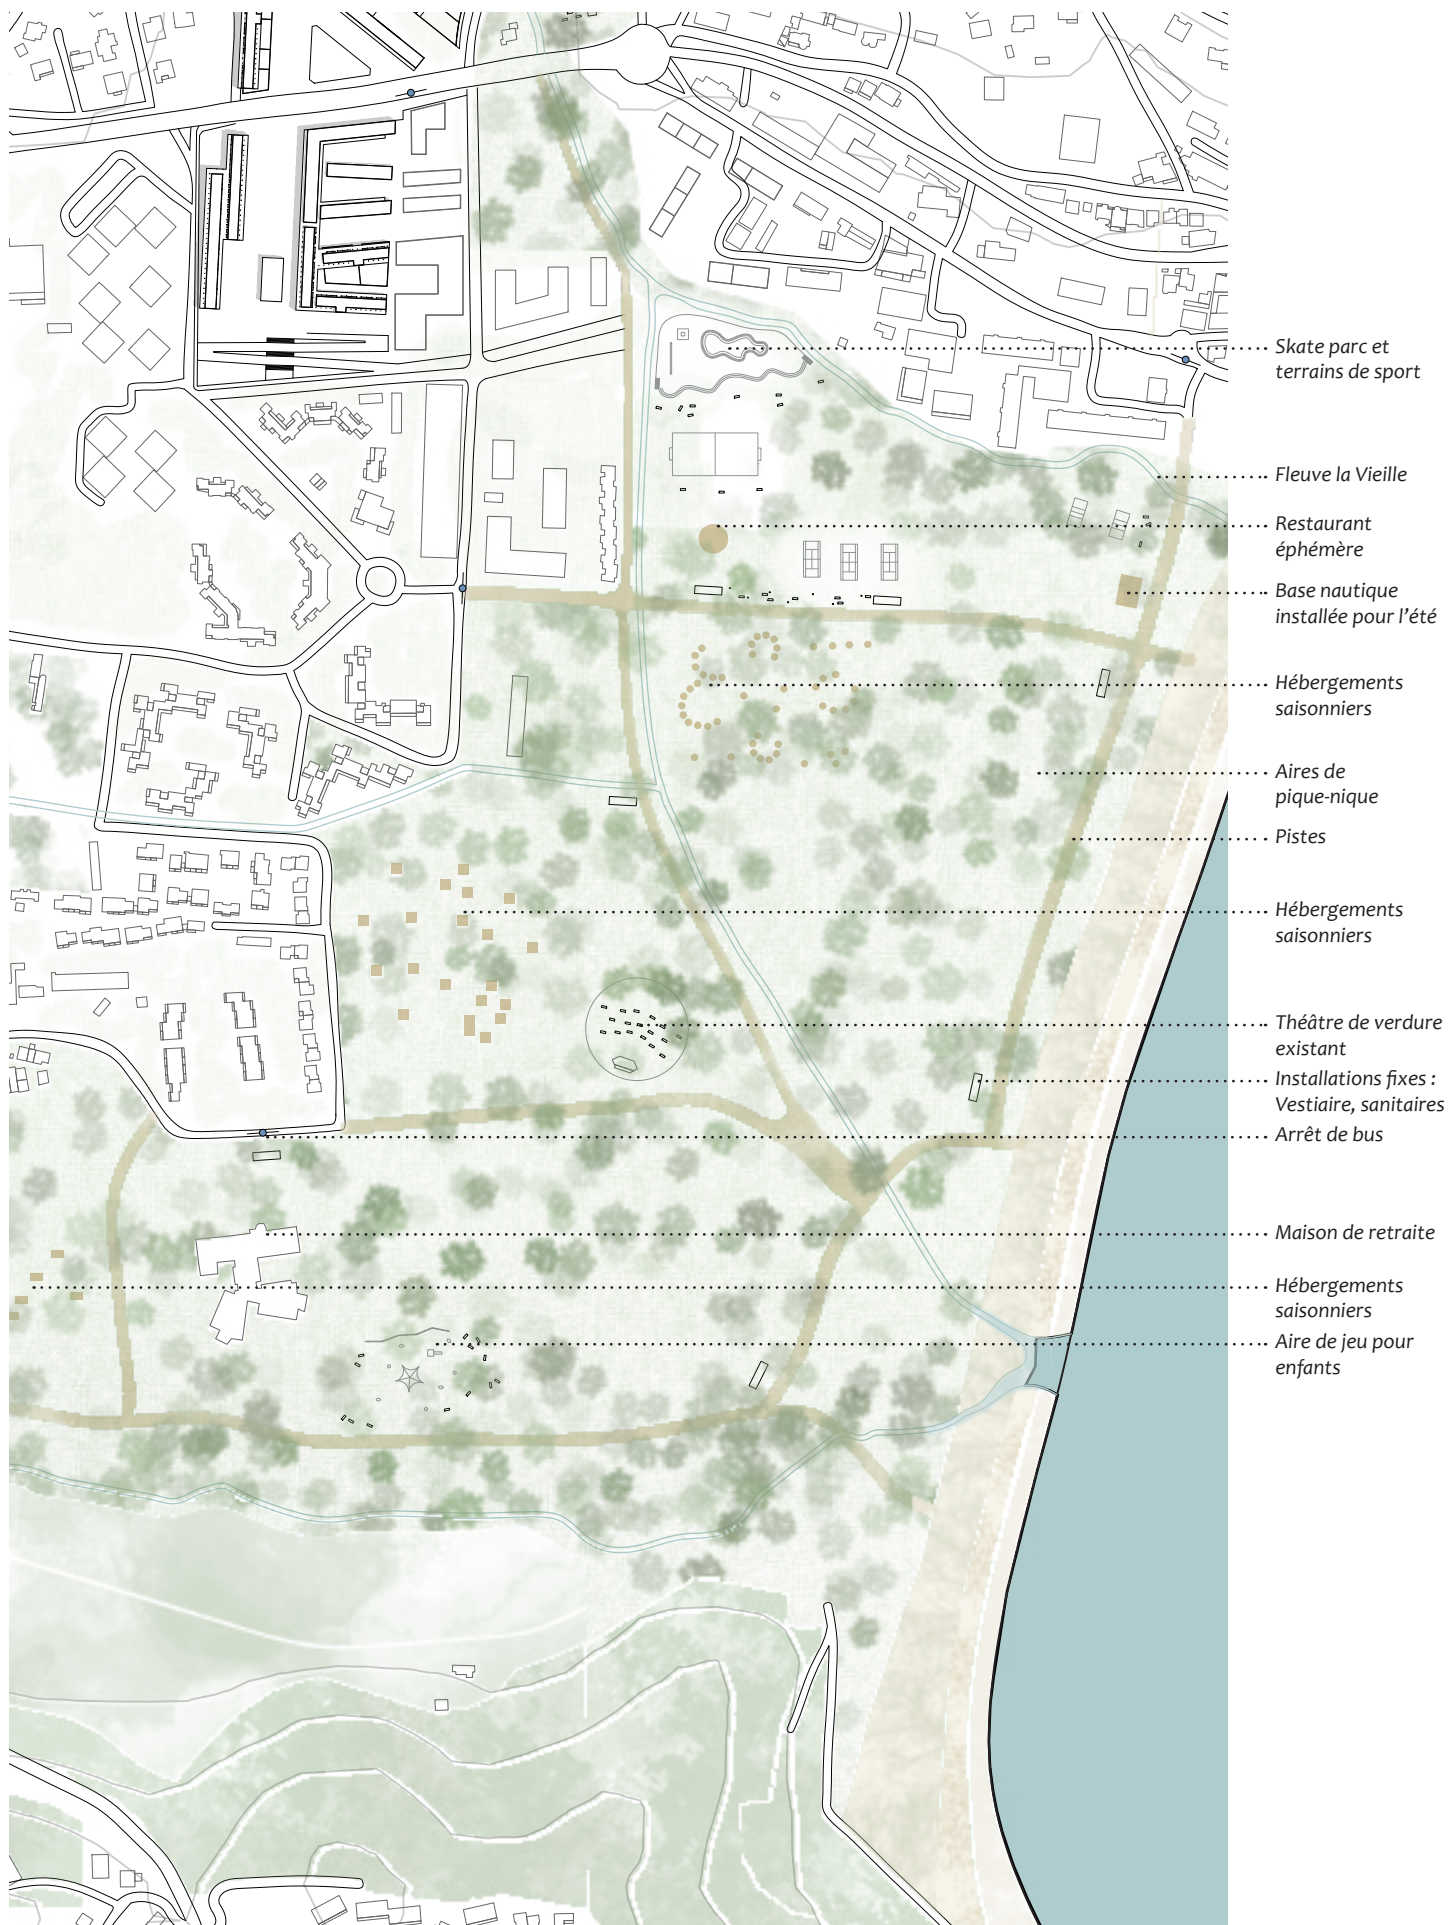 Skate parc et
terrains de sport
Fleuve la Vieille
Restaurant
éphémère
Base nautique
installée pour l'été
Hébergements
saisonniers
Aires de
pique-nique
Pistes
Hébergements
saisonniers
Théâtre de verdure
existant
Installations fixes :
Vestiaire, sanitaires
Arrêt de bus
Maison de retraite
Hébergements
saisonniers
Aire de jeu pour
enfants